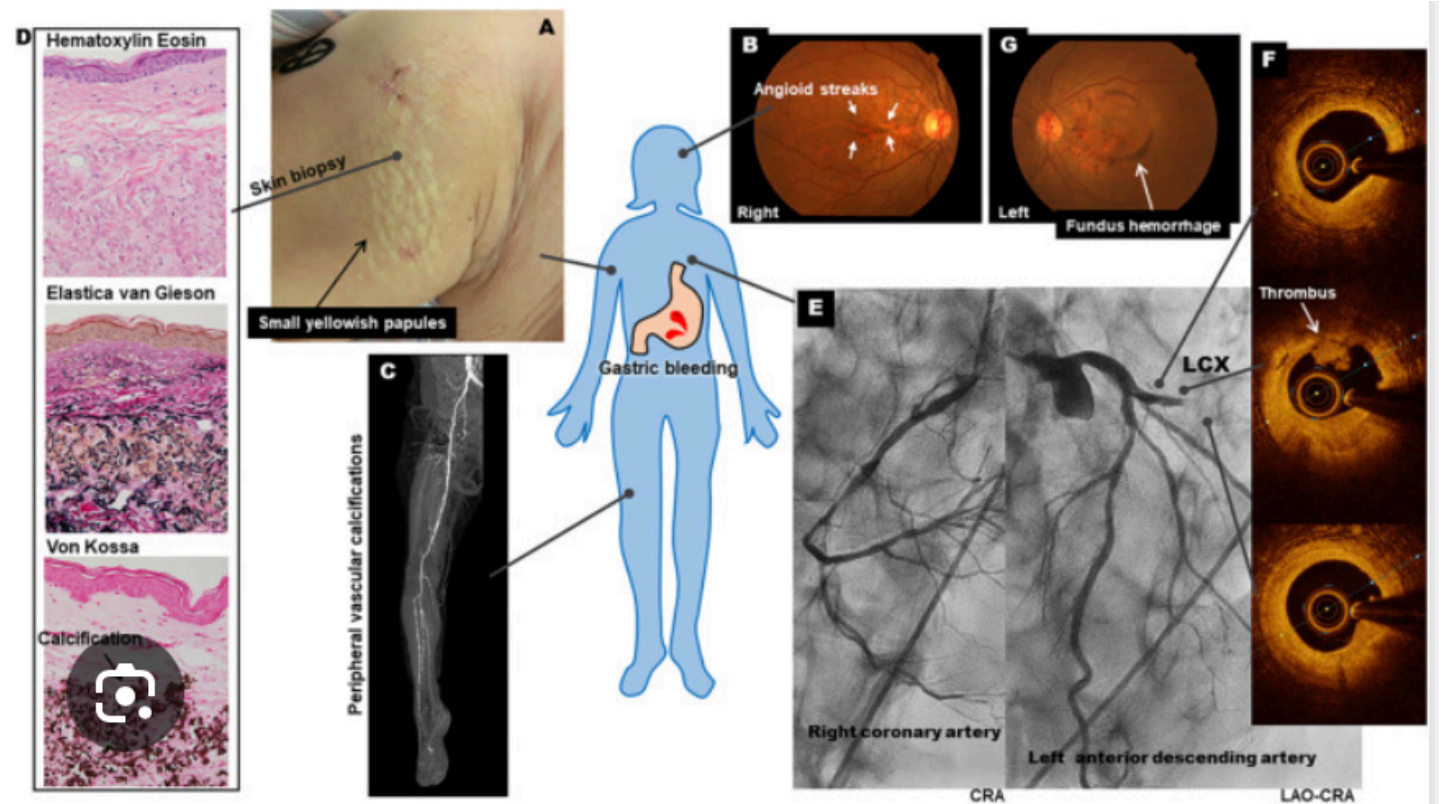 D
Hematoxylin Eosin
Elastica van Gieson
Von Kossa
Calcification
A
Skin biopsy
Small yellowish papules
B
Angioid streaks
Right
G
Left
Fundus hemorrhage
F
Thrombus
C
Peripheral vascular calcifications
Gastric bleeding
E
LCX
Right coronary artery
Left anterior descending artery
CRA
LAO-CRA